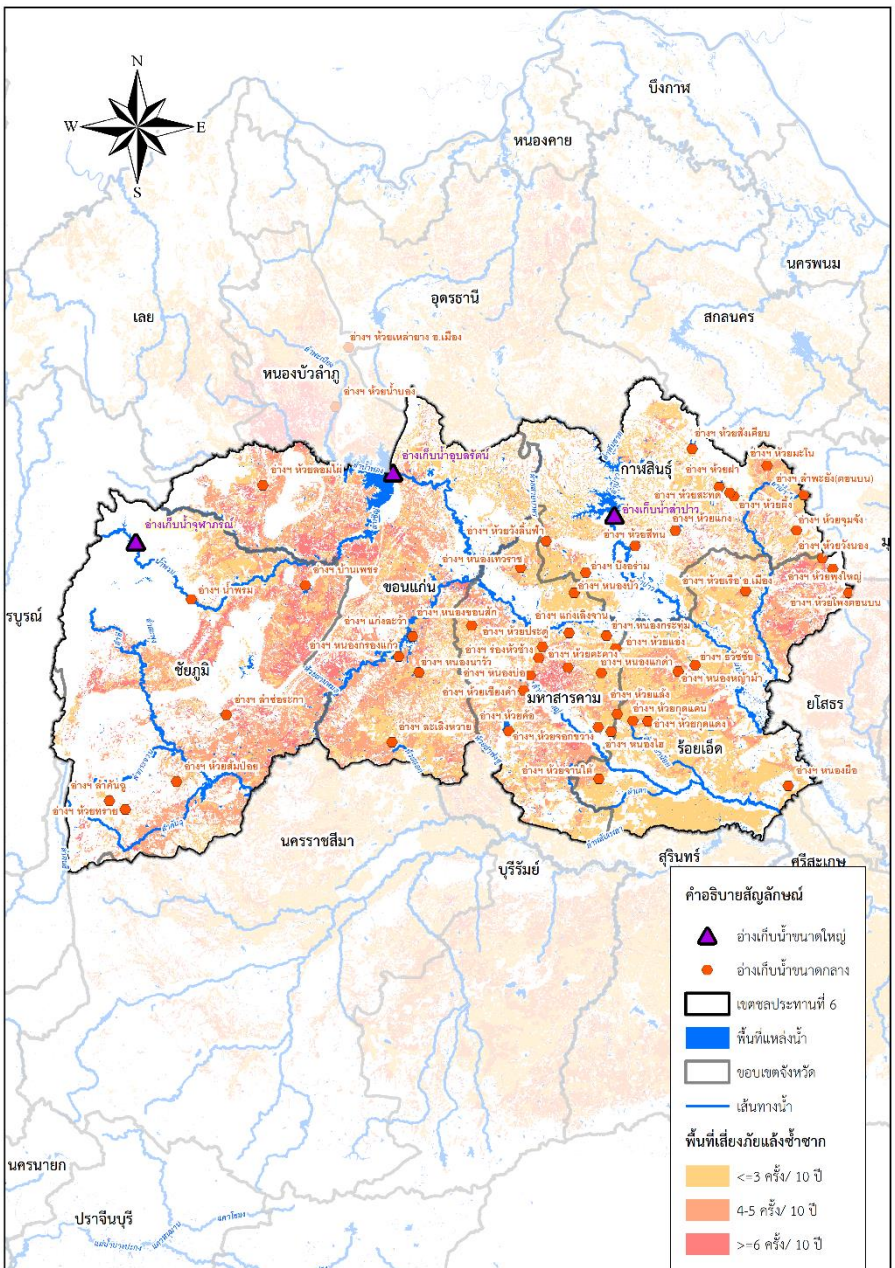 N
W
E
S
บึงกาฬ
หนองคาย
นครพนม
อุดรธานี
สกลนคร
เลย
อ่างฯ ห้วยเหล่ายาง อ.เมือง
หนองบัวลำภู
อ่างฯ ห้วยน้ำบอง
อ่างฯ ห้วยสังเคียบ
อ่างเก็บน้ำอุบลรัตน์
กาฬสินธุ์
อ่างฯ ห้วยมะโน
อ่างฯ ห้วยลอมไผ่
อ่างฯ ห้วยฝา
อ่างฯ ลำพะยัง(ตอนบน)
อ่างฯ ห้วยสะทด
อ่างฯ ห้วยผึ้ง
อ่างเก็บน้ำลำปาว
อ่างเก็บน้ำจุฬาภรณ์
อ่างฯ ห้วยแกง
อ่างฯ ห้วยจุมจัง
อ่างฯ ห้วยวังลิ้นฟ้า
อ่างฯ ห้วยสีทน
อ่างฯ ห้วยวังนอง
อ่างฯ หนองเทวราช
อ่างฯ บึงอร่าม
อ่างฯ ห้วยพุงใหญ่
อ่างฯ บ้านเพชร
อ่างฯ หนองบัว
อ่างฯ ห้วยเรือ อ.เมือง
รบูรณ์
อ่างฯ น้ำพรม
ขอนแก่น
อ่างฯ หนองขอนสัก
อ่างฯ แก่งเลิงจาน
อ่างฯ แก่งละว้า
อ่างฯ ห้วยประดู่
อ่างฯ หนองกระทุ่ม
อ่างฯ หนองกรองแก้ว
อ่างฯ ร่องหัวช้าง
อ่างฯ ห้วยแอ่ง
อ่างฯ ห้วยคะคาง
อ่างฯ ธวชชัย
อ่างฯ หนองนาวัว
อ่างฯ หนองบ่อ
อ่างฯ หนองแกดำ
อ่างฯ หนองหญ้าม้า
ชัยภูมิ
อ่างฯ ห้วยเชียงคำ
มหาสารคาม
อ่างฯ ห้วยแล้ง
ยโสธร
อ่างฯ ลำช่อระกา
อ่างฯ ห้วยค้อ
อ่างฯ ห้วยกุดแคน
อ่างฯ ละเลิงหวาย
อ่างฯ ห้วยจอกขวาง
อ่างฯ ห้วยกุดแดง
อ่างฯ หนองไฮ
ร้อยเอ็ด
อ่างฯ ห้วยส้มป่อย
อ่างฯ ลำคันฉู
อ่างฯ หนองผือ
อ่างฯ ห้วยทราย
นครราชสีมา
บุรีรัมย์
สุรินทร์
ศรีสะเกษ
คำอธิบายสัญลักษณ์
อ่างเก็บน้ำขนาดใหญ่
อ่างเก็บน้ำขนาดกลาง
เขตชลประทานที่ 6
พื้นที่แหล่งน้ำ
ขอบเขตจังหวัด
เส้นทางน้ำ
พื้นที่เสี่ยงภัยแล้งซ้ำซาก
<=3 ครั้ง/ 10 ปี
4-5 ครั้ง/ 10 ปี
>=6 ครั้ง/ 10 ปี
นครนายก
ปราจีนบุรี